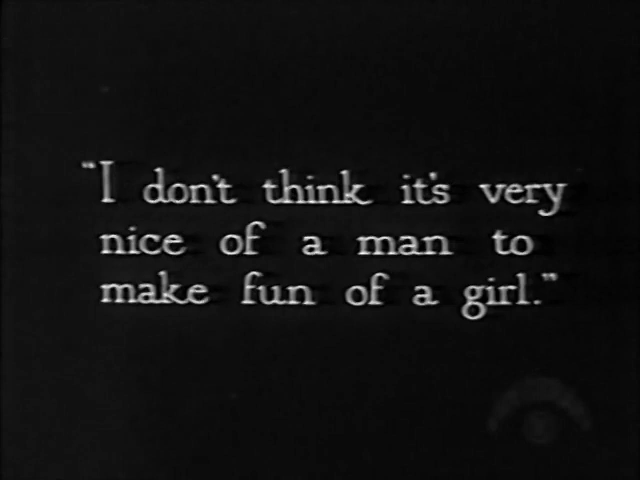 "I don't think it's very
nice of a man to
make fun of a girl."